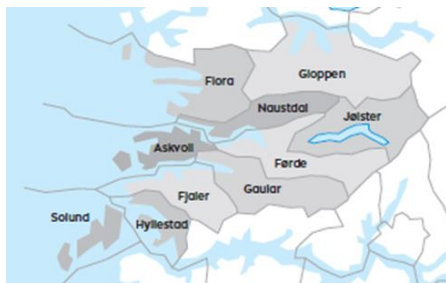 Flora
Gloppen
Naustdal
Jølster
Askvoll
Førde
Fjaler
Gaular
Solund
Hyllestad